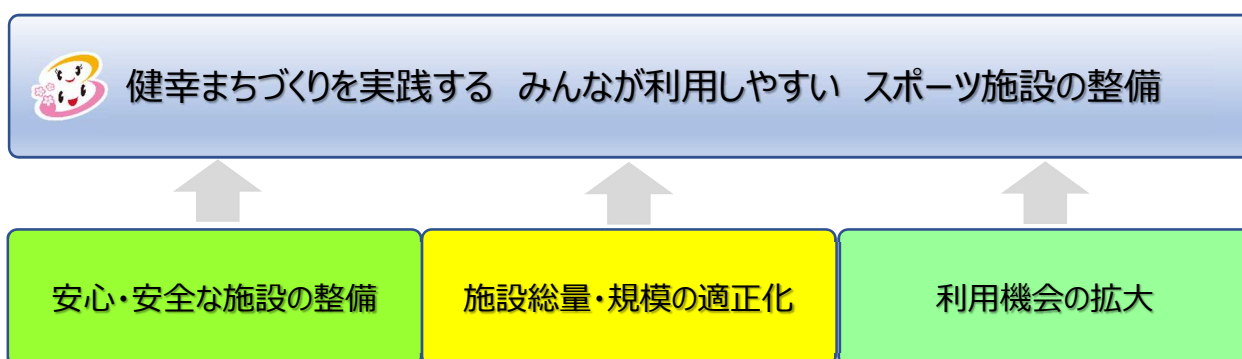 健幸まちづくりを実践する みんなが利用しやすい スポーツ施設の整備
安心・安全な施設の整備
施設総量・規模の適正化
利用機会の拡大